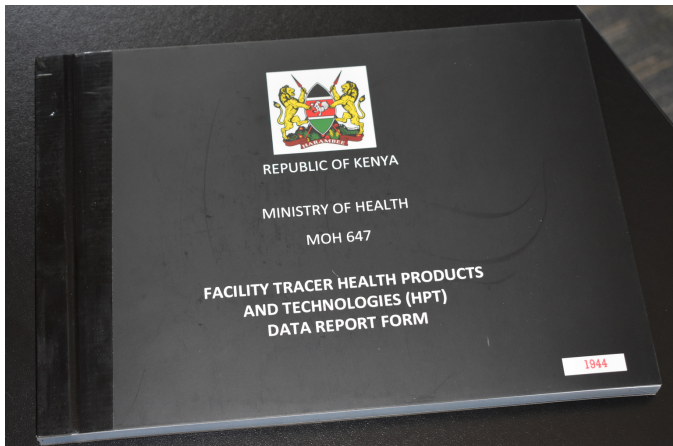 HARAMBEE
REPUBLIC OF KENYA
MINISTRY OF HEALTH
MOH 647
FACILITY TRACER HEALTH PRODUCTS
AND TECHNOLOGIES (HPT)
DATA REPORT FORM
1944